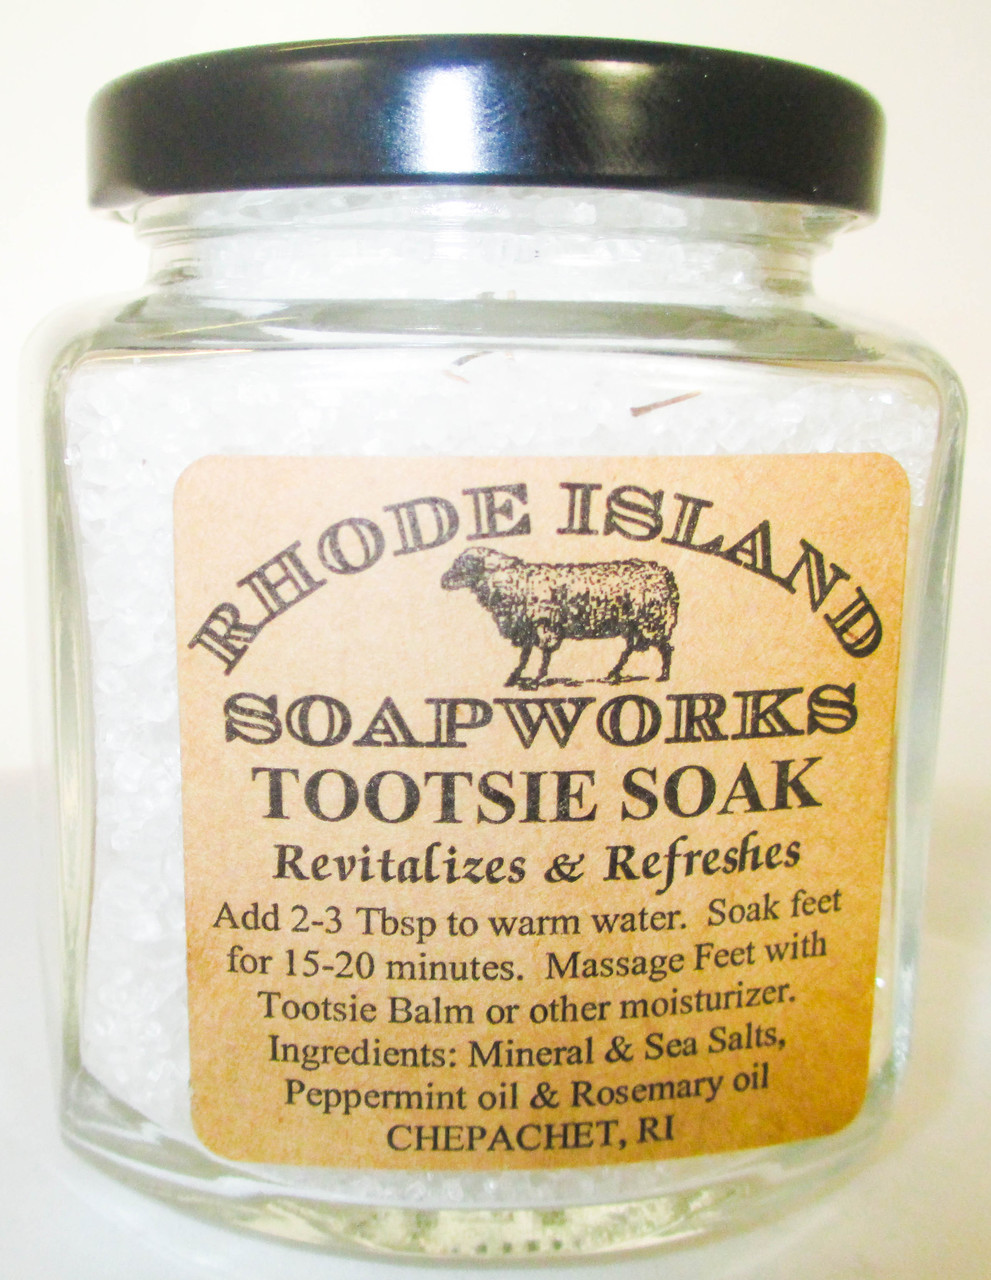 RHODE ISLAND
SOAPWORKS
TOOTSIE SOAK
Revitalizes & Refreshes
Add 2-3 Tbsp to warm water. Soak feet
for 15-20 minutes. Massage Feet with
Tootsie Balm or other moisturizer.
Ingredients: Mineral & Sea Salts,
Peppermint oil & Rosemary oil
CHEPACHET, RI